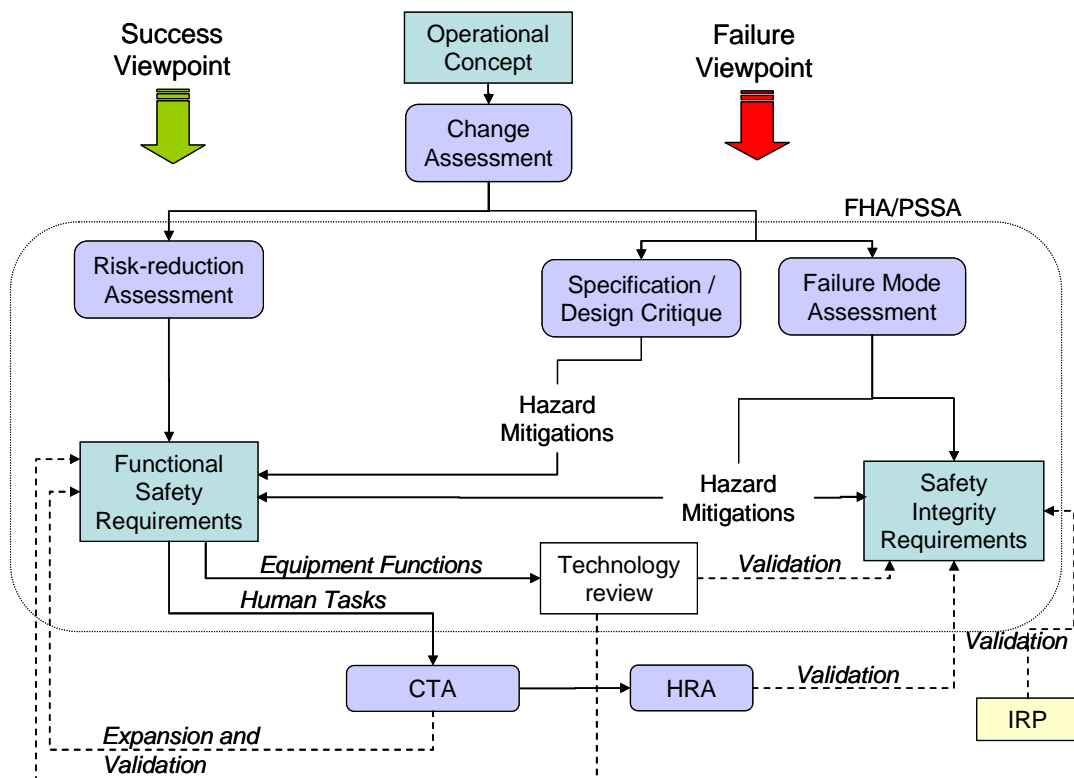 Success
Viewpoint
Operational
Concept
Failure
Viewpoint
Change
Assessment
FHA/PSSA
Risk-reduction
Assessment
Specification /
Design Critique
Failure Mode
Assessment
Hazard
Mitigations
Functional
Safety
Requirements
Hazard
Mitigations
Safety
Integrity
Requirements
Equipment Functions
Technology
review
Validation
Human Tasks
Validation
CTA
HRA
Validation
IRP
Expansion and
Validation